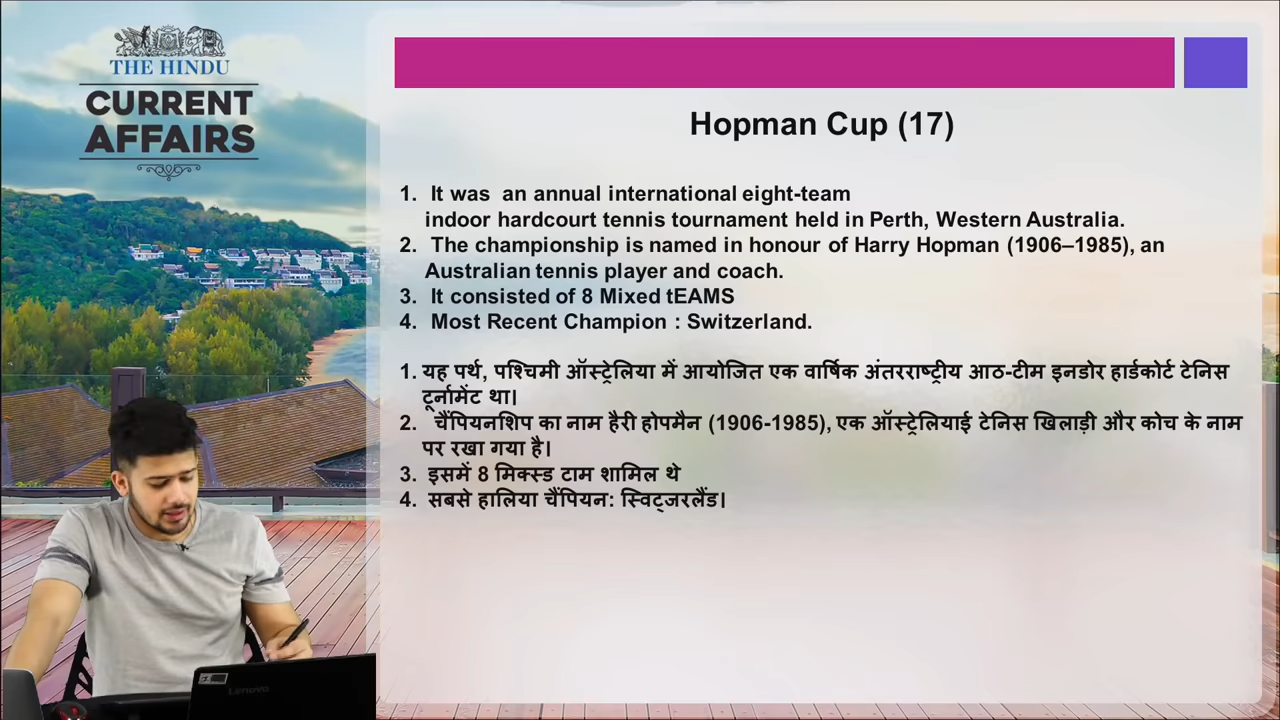 THE HINDU
CURRENT
AFFAIRS
Hopman Cup (17)
1. It was an annual international eight-team
indoor hardcourt tennis tournament held in Perth, Western Australia.
2. The championship is named in honour of Harry Hopman (1906–1985), an
Australian tennis player and coach.
3. It consisted of 8 Mixed tEAMS
4. Most Recent Champion : Switzerland.
1. यह पर्थ, पश्चिमी ऑस्ट्रेलिया में आयोजित एक वार्षिक अंतरराष्ट्रीय आठ-टीम इनडोर हार्डकोर्ट टेनिस
टूर्नामेंट था।
2. चैंपियनशिप का नाम हैरी होपमैन (1906-1985), एक ऑस्ट्रेलियाई टेनिस खिलाड़ी और कोच के नाम
पर रखा गया है।
3. इसमें 8 मिक्स्ड टाम शामिल थे
4. सबसे हालिया चैंपियन: स्विट्जरलैंड।
Lenovo